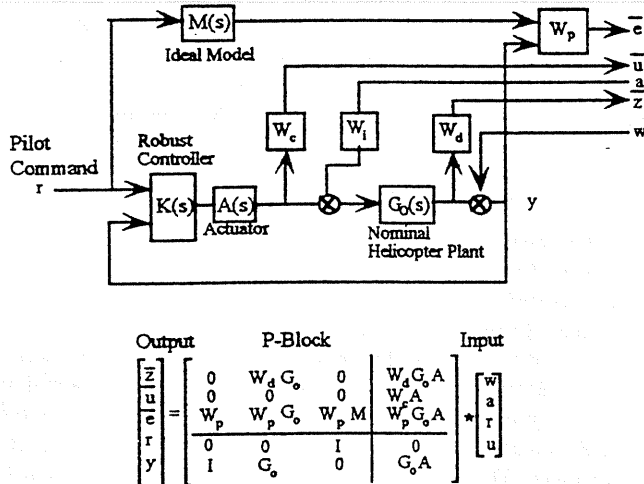 M(s)
Ideal Model
W_p
e̅
u̅
a
z̅
w
W_c
W_i
W_d
Pilot
Command
r
Robust
Controller
K(s)
A(s)
Actuator
G_O(s)
Nominal
Helicopter Plant
y
Output P-Block Input
z̅ 0 W_d G_o 0 W_d G_o A w
u̅ 0 0 0 W_c A a
e̅ = W_p W_p G_o W_p M W_p G_o A * r
r 0 0 I 0 u
y I G_o 0 G_o A